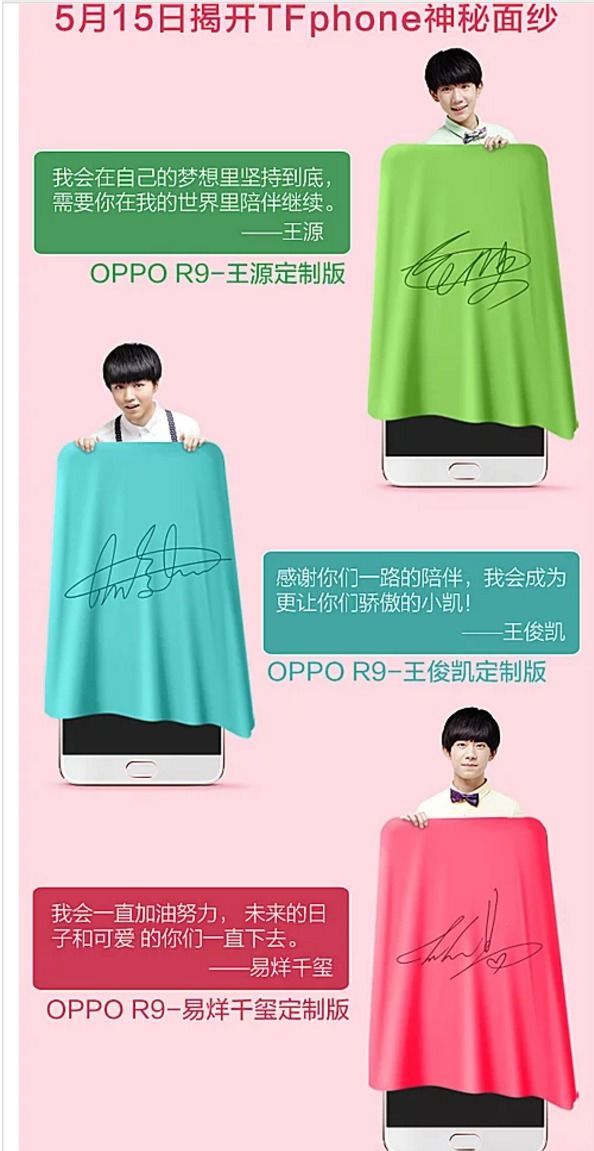 5月15日揭开TFphone神秘面纱
我会在自己的梦想里坚持到底，
需要你在我的世界里陪伴继续。
——王源
OPPO R9-王源定制版
感谢你们一路的陪伴，我会成为
更让你们骄傲的小凯！
——王俊凯
OPPO R9-王俊凯定制版
我会一直加油努力， 未来的日
子和可爱 的你们一直下去。
——易烊千玺
OPPO R9-易烊千玺定制版